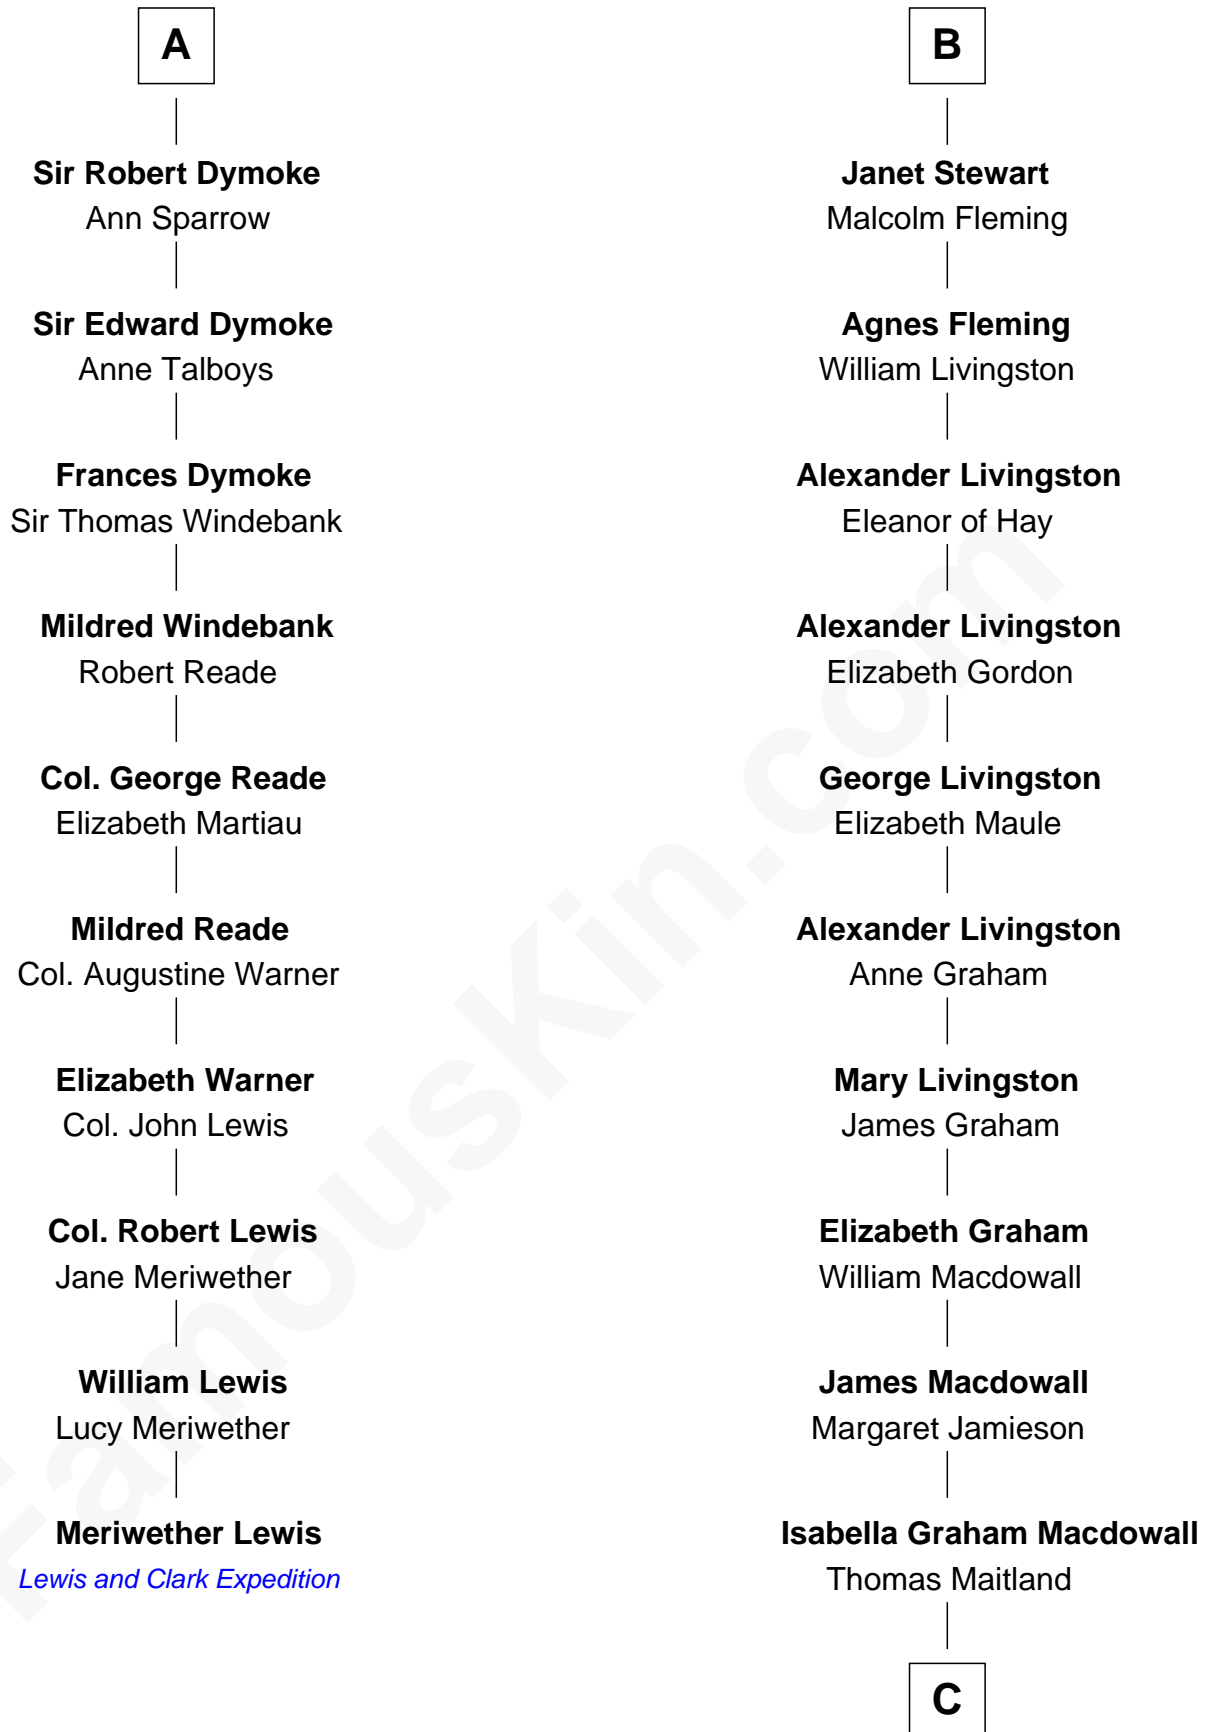 A
Sir Robert Dymoke
Ann Sparrow
Sir Edward Dymoke
Anne Talboys
Frances Dymoke
Sir Thomas Windebank
Mildred Windebank
Robert Reade
Col. George Reade
Elizabeth Martiau
Mildred Reade
Col. Augustine Warner
Elizabeth Warner
Col. John Lewis
Col. Robert Lewis
Jane Meriwether
William Lewis
Lucy Meriwether
Meriwether Lewis
Lewis and Clark Expedition
B
Janet Stewart
Malcolm Fleming
Agnes Fleming
William Livingston
Alexander Livingston
Eleanor of Hay
Alexander Livingston
Elizabeth Gordon
George Livingston
Elizabeth Maule
Alexander Livingston
Anne Graham
Mary Livingston
James Graham
Elizabeth Graham
William Macdowall
James Macdowall
Margaret Jamieson
Isabella Graham Macdowall
Thomas Maitland
C
FamousKin.com